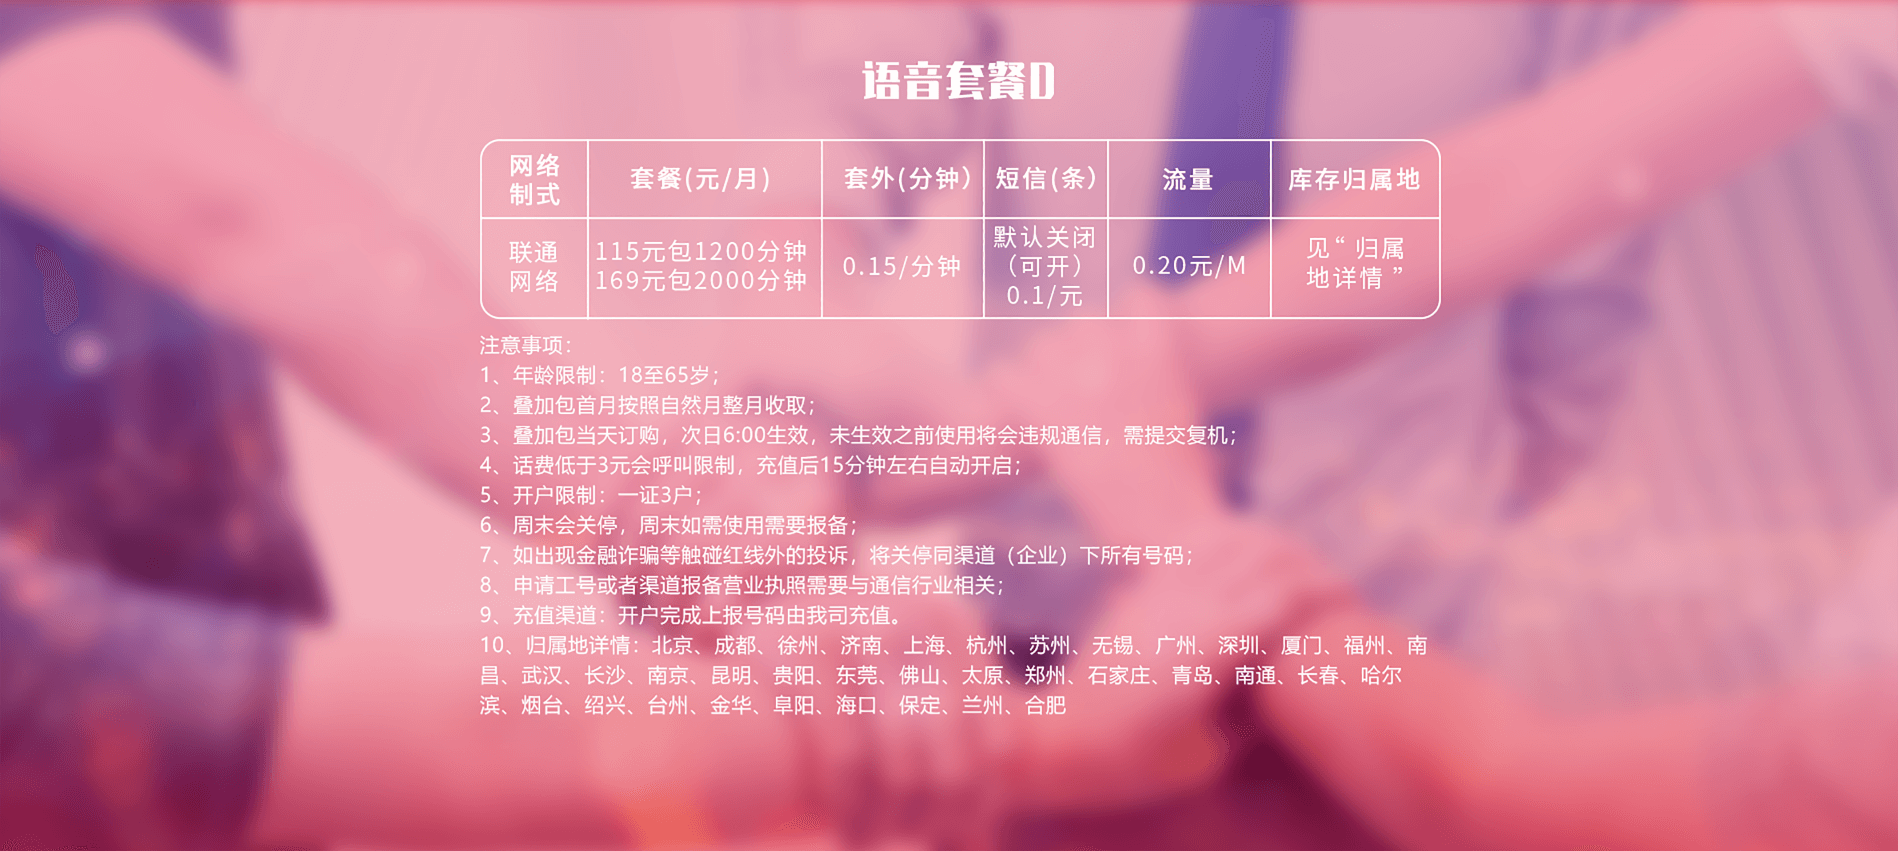 语音套餐D
网络
制式
套餐(元/月)
套外(分钟)
短信(条)
流量
库存归属地
联通
网络
115元包1200分钟
169元包2000分钟
0.15/分钟
默认关闭
（可开）
0.1/元
0.20元/M
见“归属
地详情”
注意事项：
1、年龄限制：18至65岁；
2、叠加包首月按照自然月整月收取；
3、叠加包当天订购，次日6:00生效，未生效之前使用将会违规通信，需提交复机；
4、话费低于3元会呼叫限制，充值后15分钟左右自动开启；
5、开户限制：一证3户；
6、周末会关停，周末如需使用需要报备；
7、如出现金融诈骗等触碰红线外的投诉，将关停同渠道（企业）下所有号码；
8、申请工号或者渠道报备营业执照需要与通信行业相关；
9、充值渠道：开户完成上报号码由我司充值。
10、归属地详情：北京、成都、徐州、济南、上海、杭州、苏州、无锡、广州、深圳、厦门、福州、南
昌、武汉、长沙、南京、昆明、贵阳、东莞、佛山、太原、郑州、石家庄、青岛、南通、长春、哈尔
滨、烟台、绍兴、台州、金华、阜阳、海口、保定、兰州、合肥